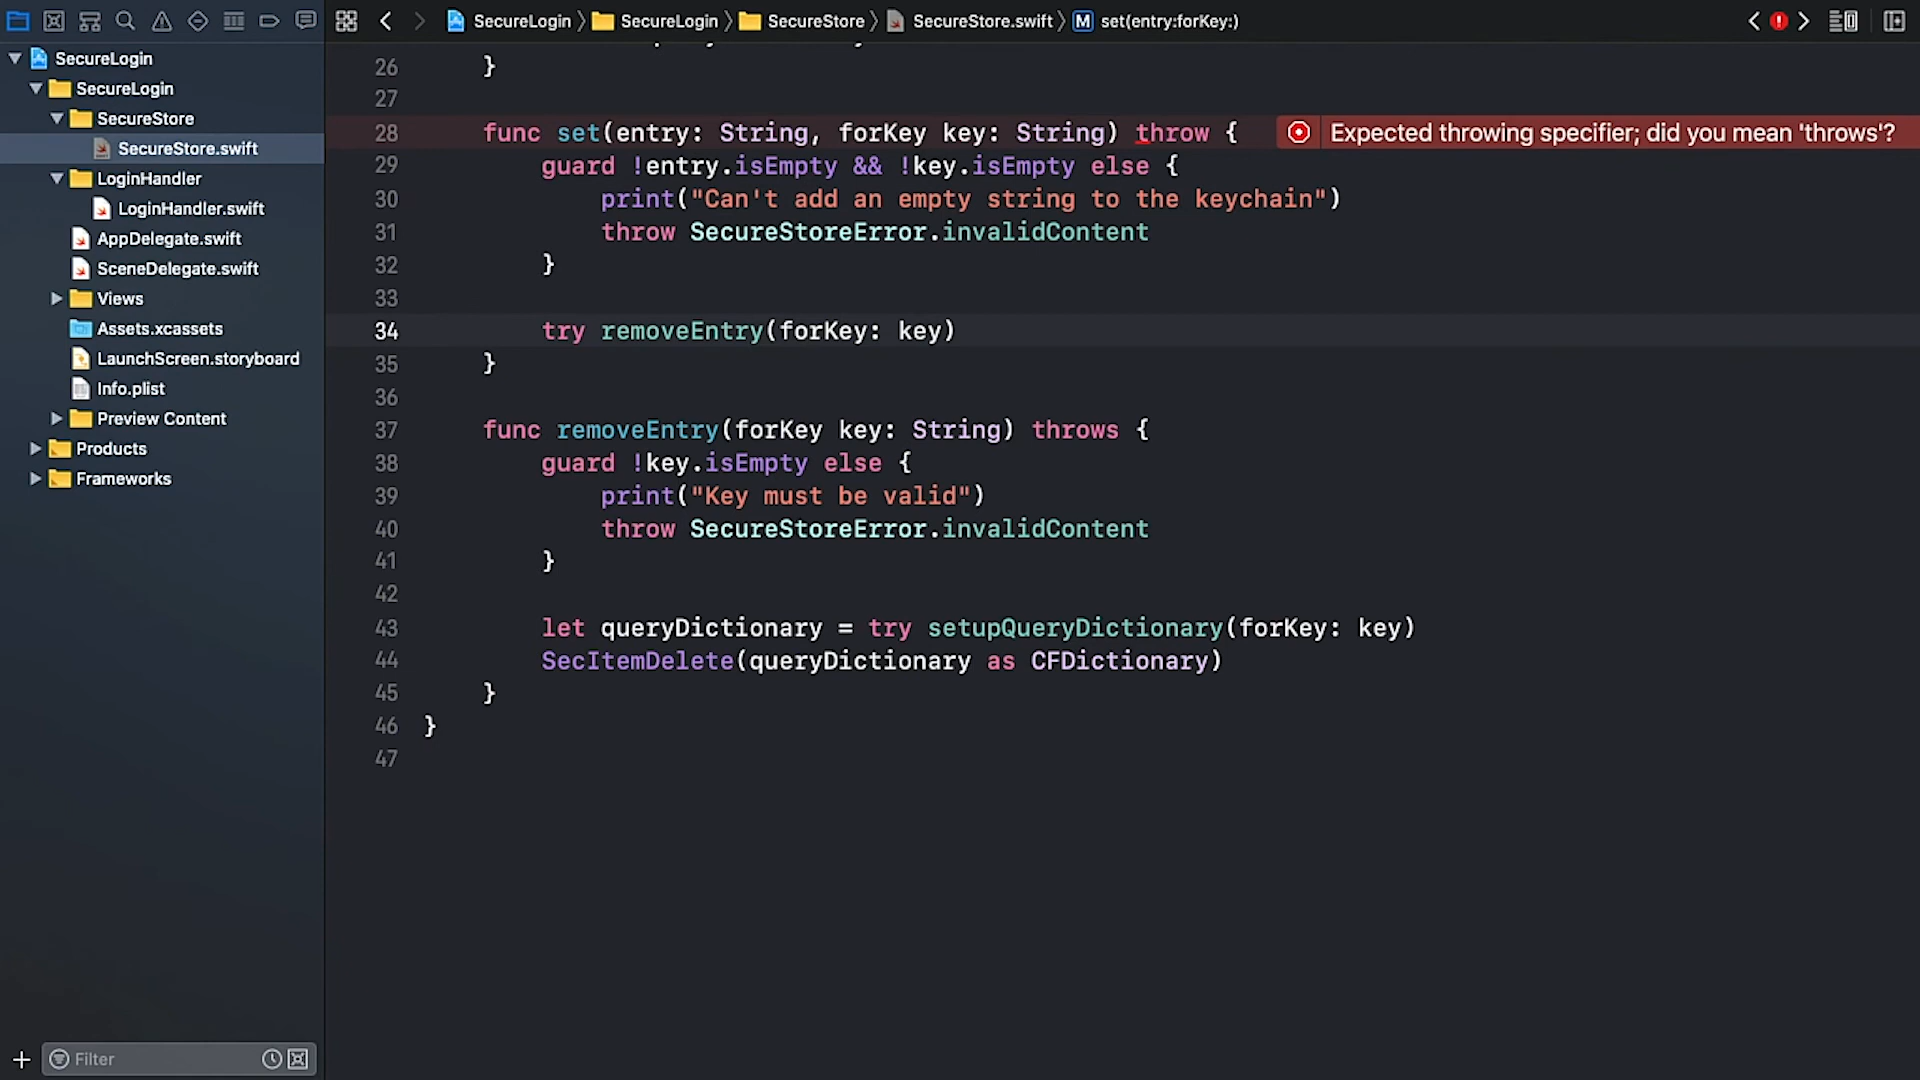 SecureLogin SecureLogin SecureStore SecureStore.swift M set(entry:forKey:)
SecureLogin
SecureLogin
SecureStore
SecureStore.swift
LoginHandler
LoginHandler.swift
AppDelegate.swift
SceneDelegate.swift
Views
Assets.xcassets
LaunchScreen.storyboard
Info.plist
Preview Content
Products
Frameworks
Filter
26 }
27
28 func set(entry: String, forKey key: String) throw { Expected throwing specifier; did you mean 'throws'?
29 guard !entry.isEmpty && !key.isEmpty else {
30 print("Can't add an empty string to the keychain")
31 throw SecureStoreError.invalidContent
32 }
33
34 try removeEntry(forKey: key)
35 }
36
37 func removeEntry(forKey key: String) throws {
38 guard !key.isEmpty else {
39 print("Key must be valid")
40 throw SecureStoreError.invalidContent
41 }
42
43 let queryDictionary = try setupQueryDictionary(forKey: key)
44 SecItemDelete(queryDictionary as CFDictionary)
45 }
46 }
47